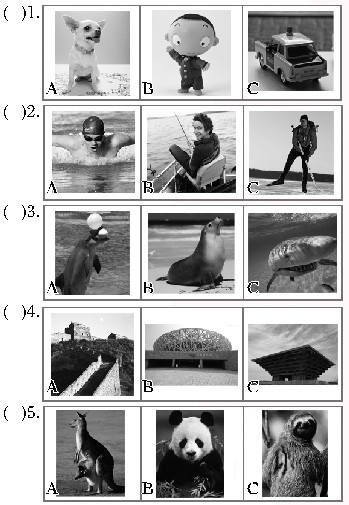 ( )1. A B C
( )2. A B C
( )3. A B C
( )4. A B C
( )5. A B C